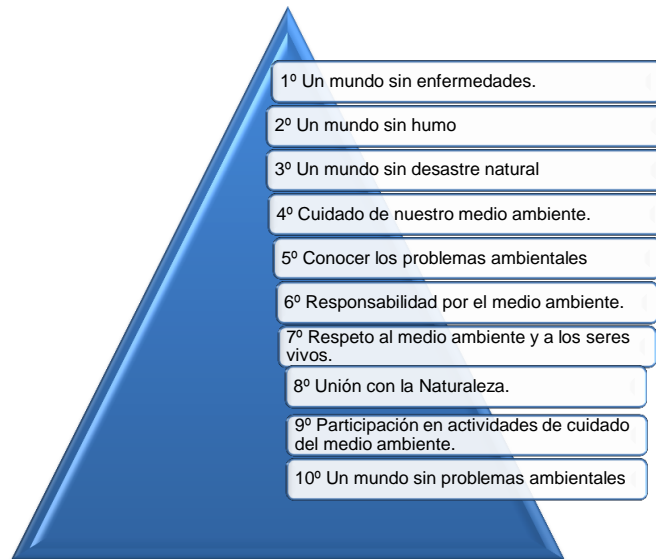 1º Un mundo sin enfermedades.
2º Un mundo sin humo
3º Un mundo sin desastre natural
4º Cuidado de nuestro medio ambiente.
5º Conocer los problemas ambientales
6º Responsabilidad por el medio ambiente.
7º Respeto al medio ambiente y a los seres
vivos.
8º Unión con la Naturaleza.
9º Participación en actividades de cuidado
del medio ambiente.
10º Un mundo sin problemas ambientales